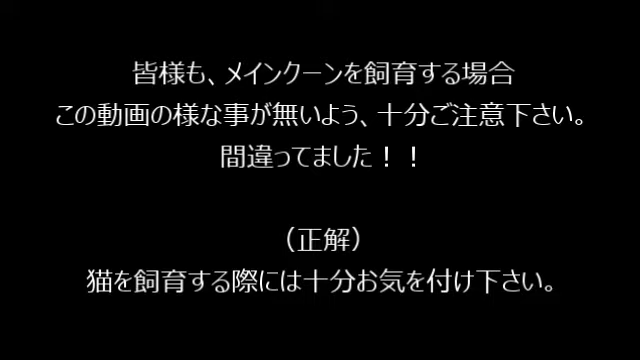 皆様も、メインクーンを飼育する場合
この動画の様な事が無いよう、十分ご注意下さい。
間違ってました！！
（正解）
猫を飼育する際には十分お気を付け下さい。